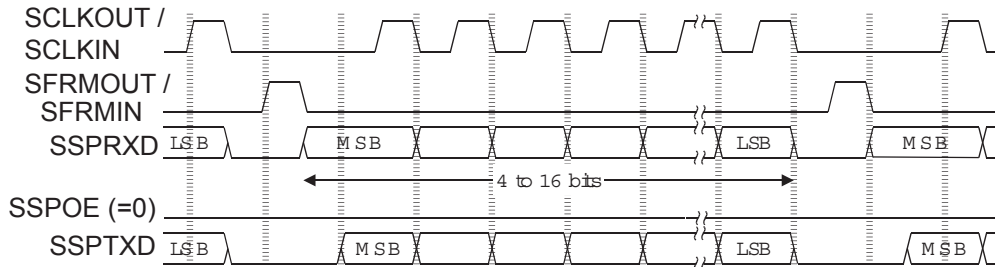 SCLKOUT /
SCLKIN
SFRMOUT /
SFRMIN
SSPRXD LSB MSB LSB MSB
4 to 16 bits
SSPOE (=0)
SSPTXD LSB MSB LSB MSB